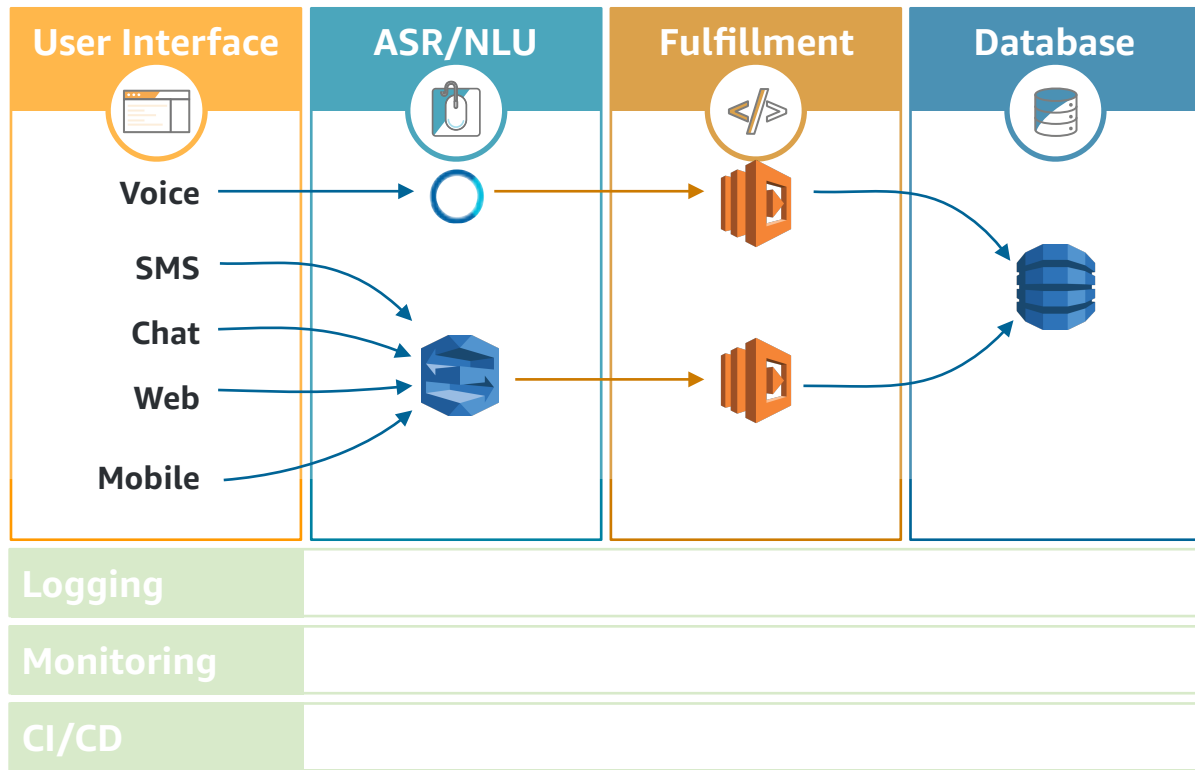 User Interface
ASR/NLU
Fulfillment
Database
</>
Voice
SMS
Chat
Web
Mobile
Logging
Monitoring
CI/CD